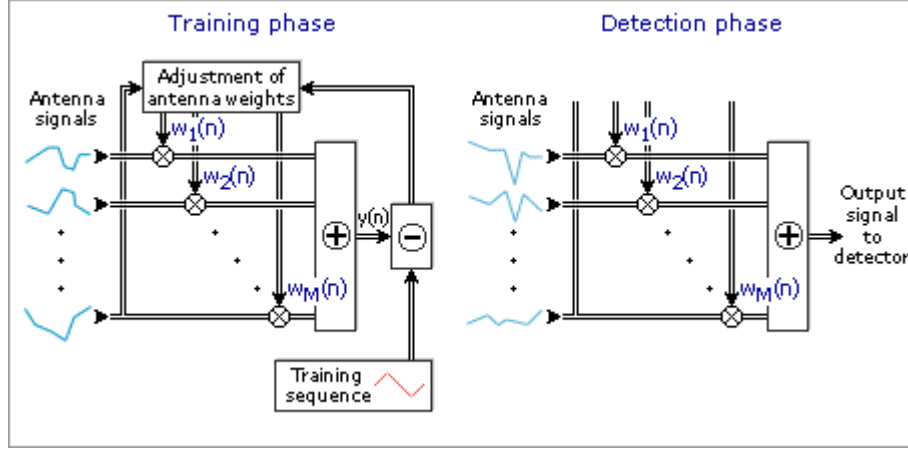 Training phase
Adjustment of
antenna weights
Antenna
signals
w1(n)
w2(n)
wM(n)
y(n)
Training
sequence
Detection phase
Antenna
signals
w1(n)
w2(n)
wM(n)
Output
signal
to
detector